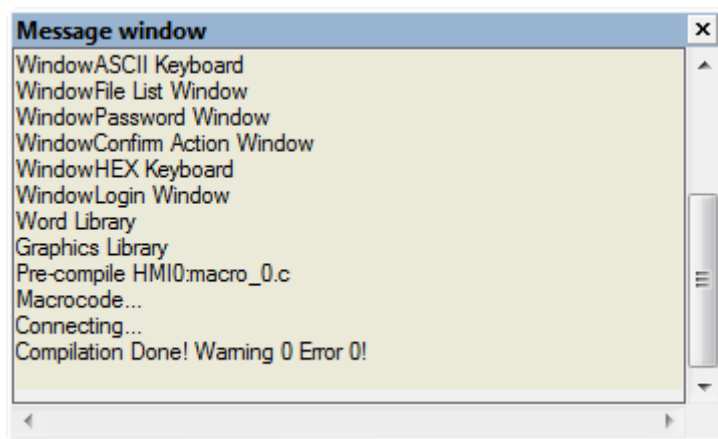 Message window
WindowASCII Keyboard
WindowFile List Window
WindowPassword Window
WindowConfirm Action Window
WindowHEX Keyboard
WindowLogin Window
Word Library
Graphics Library
Pre-compile HMI0:macro_0.c
Macrocode...
Connecting...
Compilation Done! Warning 0 Error 0!